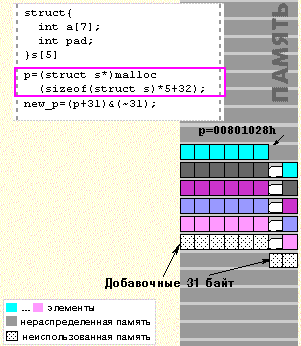 struct{
int a[7];
int pad;
}s[5]
p=(struct s*)malloc
(sizeof(struct s)*5+32);
new_p=(p+31)&(~31);
ПАМЯТЬ
p=00801028h
Добавочные 31 байт
... элементы
нераспределенная память
неиспользованная память